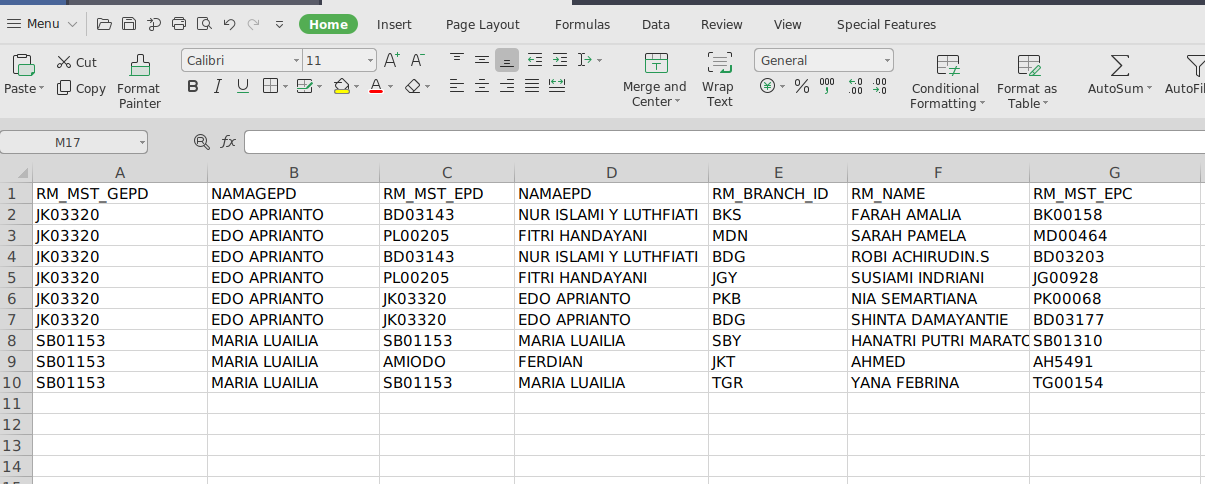 Menu Home Insert Page Layout Formulas Data Review View Special Features
Paste Cut Copy Format Painter Calibri 11 Merge and Center Wrap Text General Conditional Formatting Format as Table AutoSum
M17 fx
A B C D E F G
1 RM_MST_GEPD NAMAGEPD RM_MST_EPD NAMAEPD RM_BRANCH_ID RM_NAME RM_MST_EPC
2 JK03320 EDO APRIANTO BD03143 NUR ISLAMI Y LUTHFIATI BKS FARAH AMALIA BK00158
3 JK03320 EDO APRIANTO PL00205 FITRI HANDAYANI MDN SARAH PAMELA MD00464
4 JK03320 EDO APRIANTO BD03143 NUR ISLAMI Y LUTHFIATI BDG ROBI ACHIRUDIN.S BD03203
5 JK03320 EDO APRIANTO PL00205 FITRI HANDAYANI JGY SUSIAMI INDRIANI JG00928
6 JK03320 EDO APRIANTO JK03320 EDO APRIANTO PKB NIA SEMARTIANA PK00068
7 JK03320 EDO APRIANTO JK03320 EDO APRIANTO BDG SHINTA DAMAYANTIE BD03177
8 SB01153 MARIA LUAILIA SB01153 MARIA LUAILIA SBY HANATRI PUTRI SB01310
9 SB01153 MARIA LUAILIA AMIODO FERDIAN JKT AHMED AH5491
10 SB01153 MARIA LUAILIA SB01153 MARIA LUAILIA TGR YANA FEBRINA TG00154
11
12
13
14